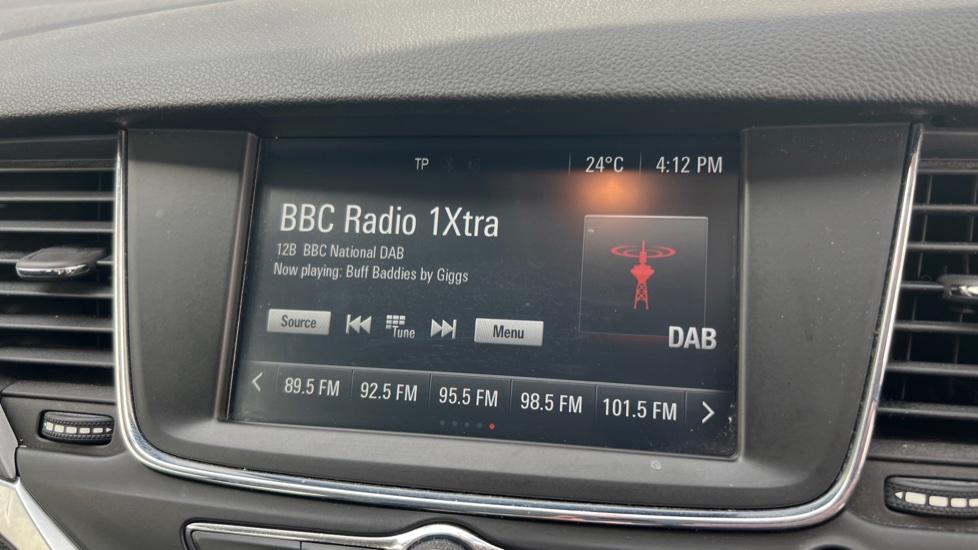 TP 24°C 4:12 PM
BBC Radio 1Xtra
12B BBC National DAB
Now playing: Buff Baddies by Giggs
Source Tune Menu
DAB
89.5 FM 92.5 FM 95.5 FM 98.5 FM 101.5 FM